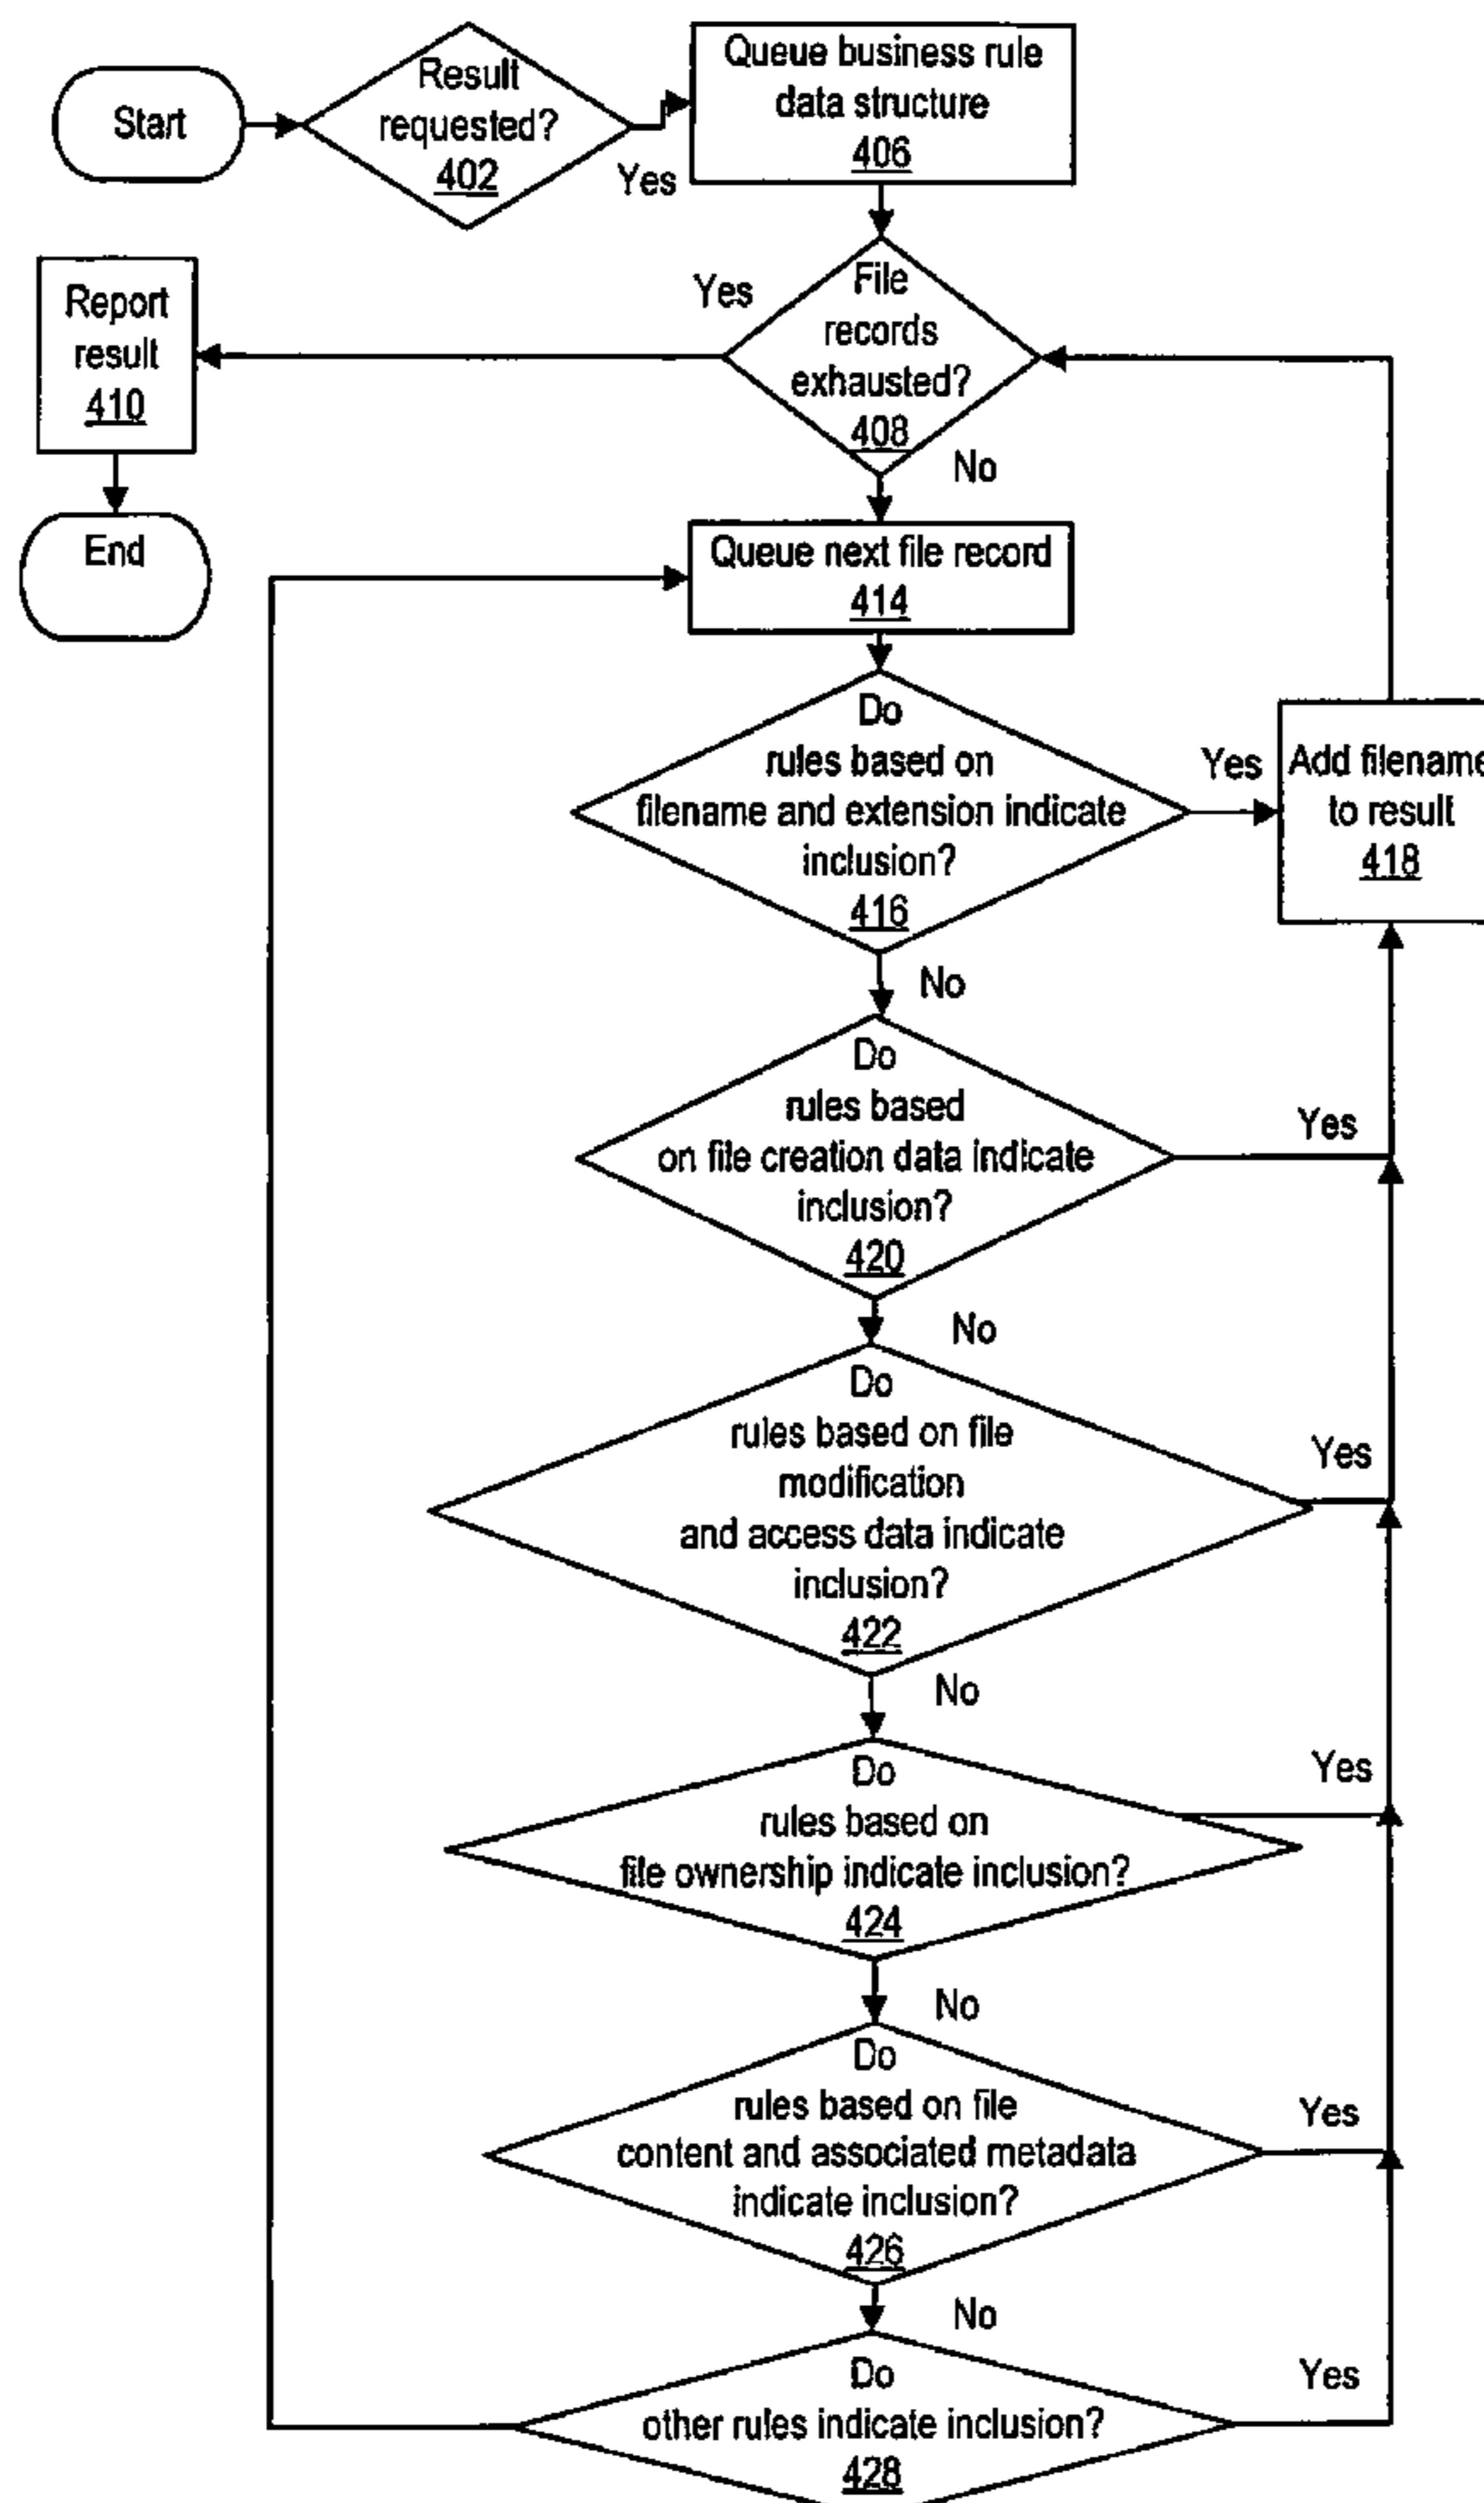 Start
Result
requested?
402
Yes
Queue business rule
data structure
406
Report
result
410
End
Yes
File
records
exhausted?
408
No
Queue next file record
414
Do
rules based on
filename and extension indicate
inclusion?
416
Yes
Add filename
to result
418
No
Do
rules based
on file creation data indicate
inclusion?
420
Yes
No
Do
rules based on file
modification
and access data indicate
inclusion?
422
Yes
No
Do
rules based on
file ownership indicate inclusion?
424
Yes
No
Do
rules based on file
content and associated metadata
indicate inclusion?
426
Yes
No
Do
other rules indicate inclusion?
428
Yes